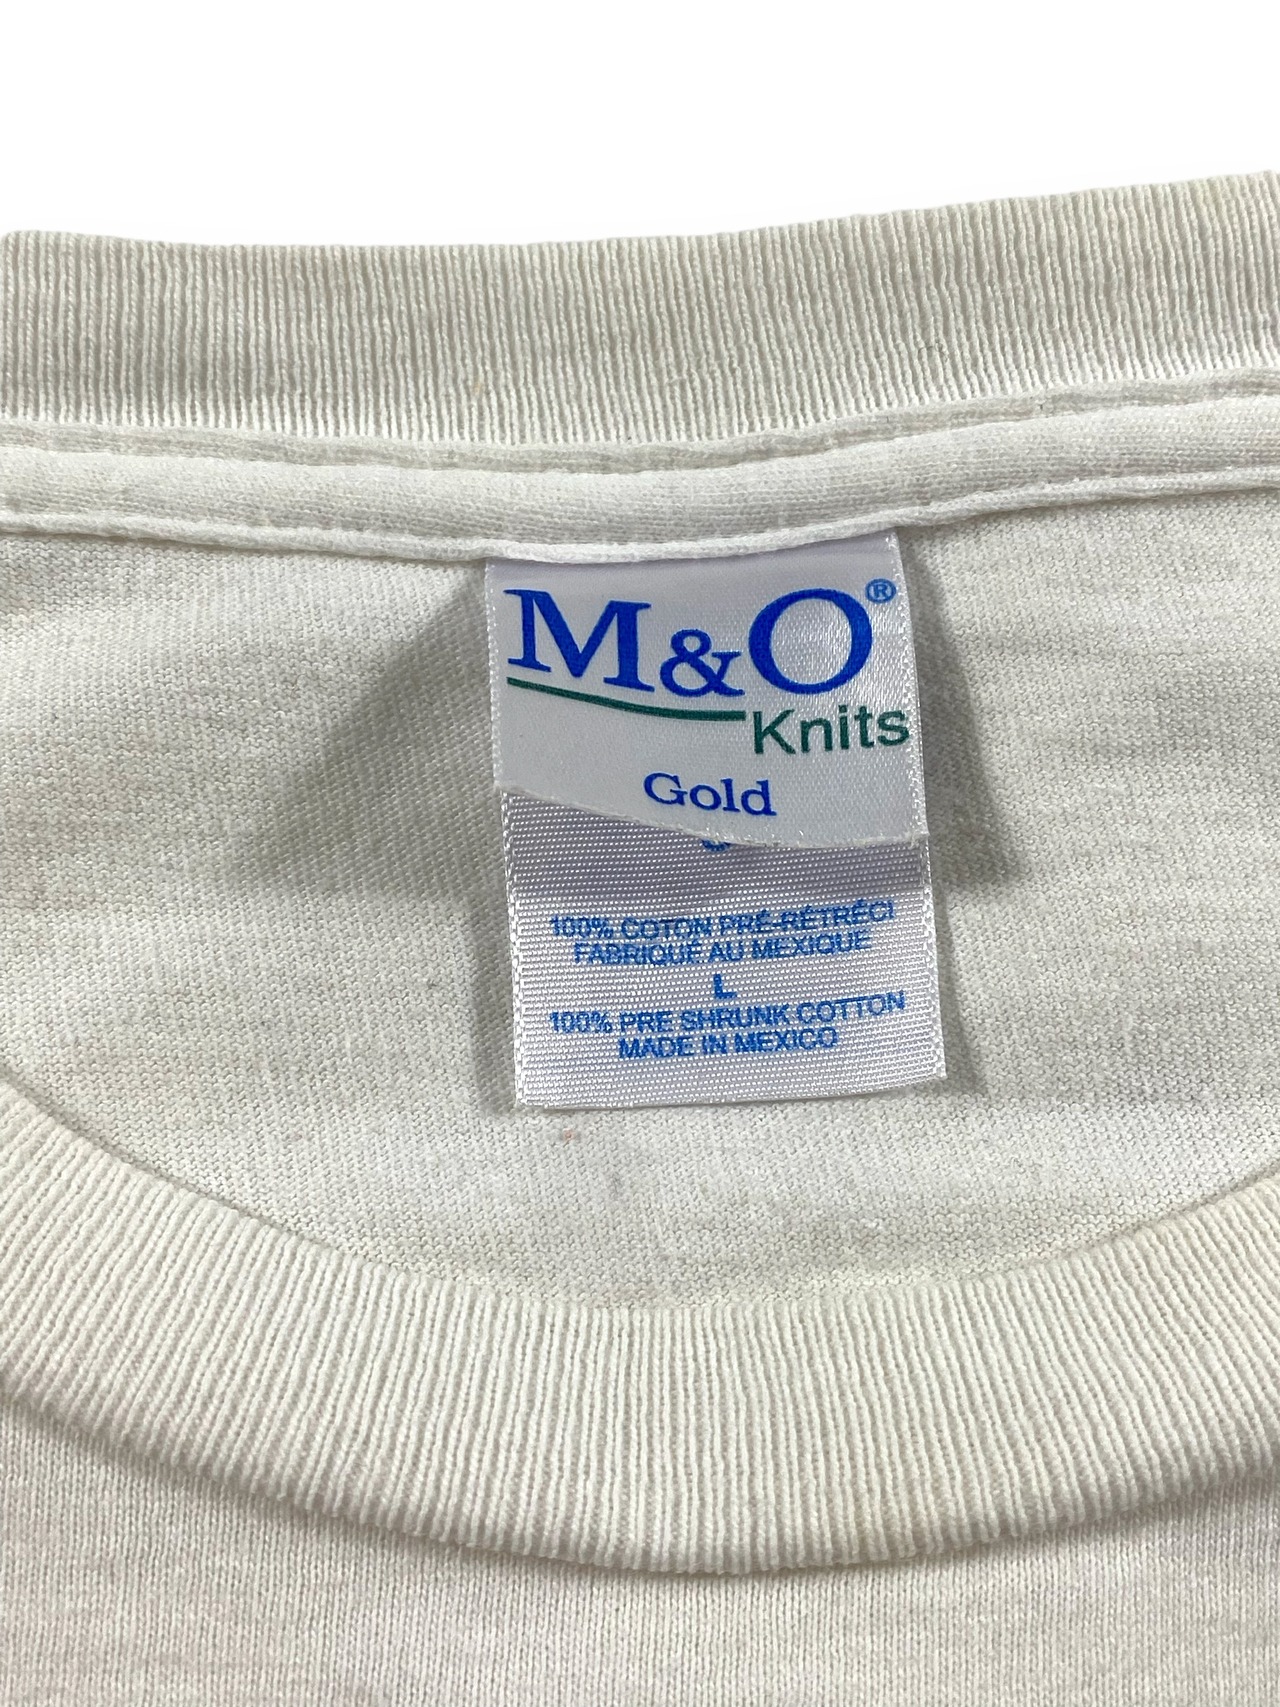 M&O®
Knits
Gold
100% COTON PRÉ-RÉTRÉCI
FABRIQUÉ AU MEXIQUE
L
100% PRE SHRUNK COTTON
MADE IN MEXICO